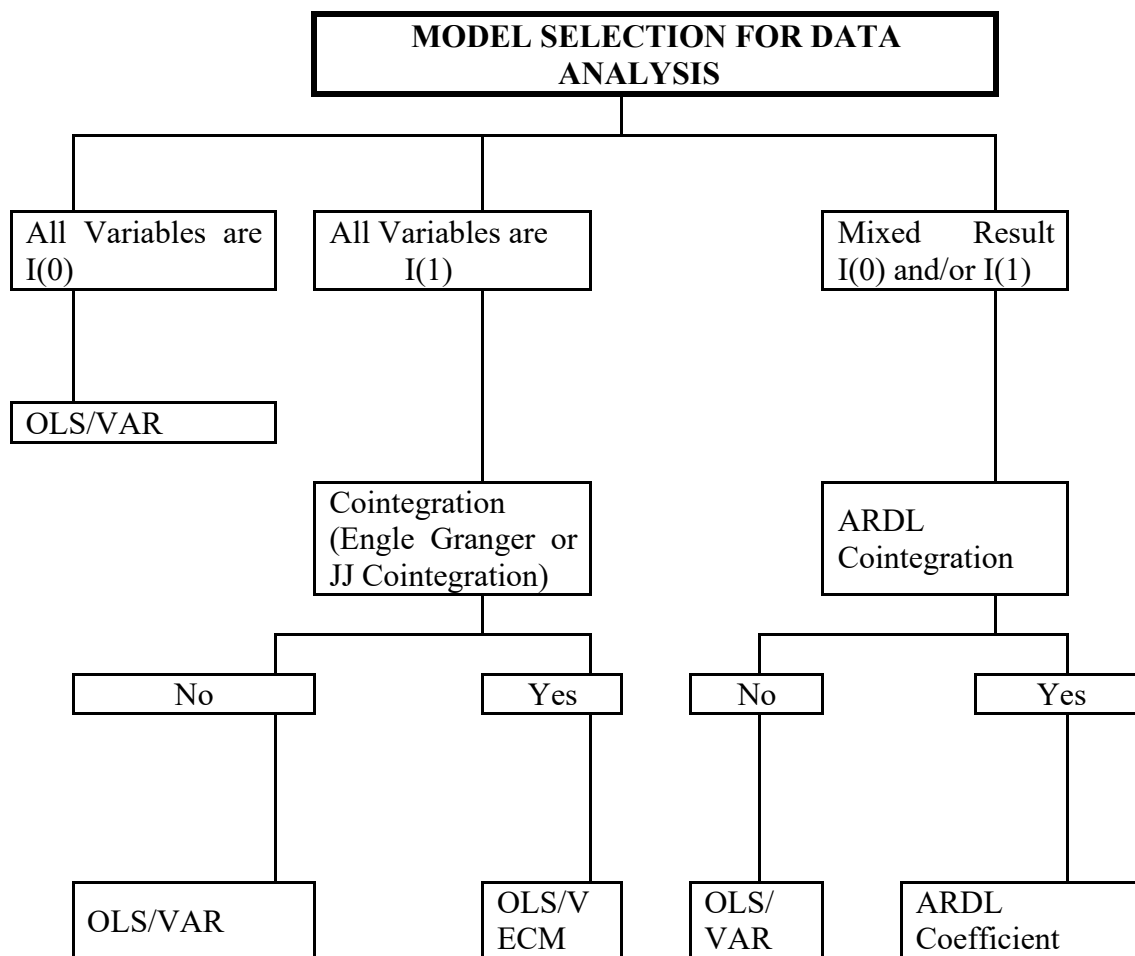 MODEL SELECTION FOR DATA
ANALYSIS
All Variables are
I(0)
All Variables are
I(1)
Mixed Result
I(0) and/or I(1)
OLS/VAR
Cointegration
(Engle Granger or
JJ Cointegration)
ARDL
Cointegration
No
Yes
No
Yes
OLS/VAR
OLS/V
ECM
OLS/
VAR
ARDL
Coefficient